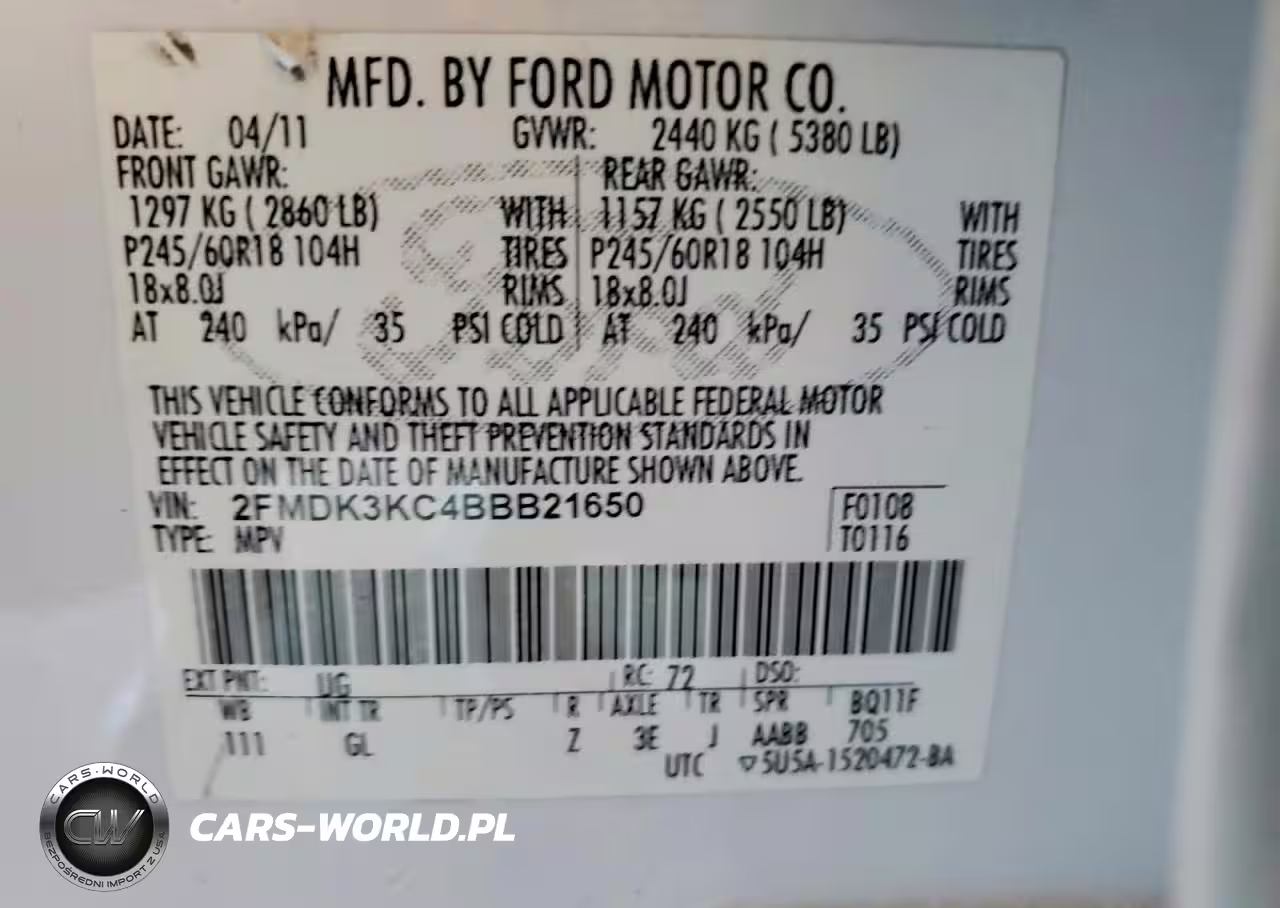 MFD. BY FORD MOTOR CO.
DATE: 04/11 GVWR: 2440 KG ( 5380 LB)
FRONT GAWR: REAR GAWR:
1297 KG ( 2860 LB) WITH 1157 KG ( 2550 LB) WITH
P245/60R18 104H TIRES P245/60R18 104H TIRES
18x8.0J RIMS 18x8.0J RIMS
AT 240 kPa/ 35 PSI COLD AT 240 kPa/ 35 PSI COLD
THIS VEHICLE CONFORMS TO ALL APPLICABLE FEDERAL MOTOR
VEHICLE SAFETY AND THEFT PREVENTION STANDARDS IN
EFFECT ON THE DATE OF MANUFACTURE SHOWN ABOVE.
VIN: 2FMDK3KC4BBB21650 F0108
TYPE: MPV T0116
EXT PNT: UG RC: 72 DSO:
WB INT TR TP/PS R AXLE TR SPR BQ11F
111 GL Z 3E J AABB 705
UTC ▽5U5A-1520472-BA
CARS-WORLD
CW
BEZPOŚREDNI IMPORT Z USA
CARS-WORLD.PL